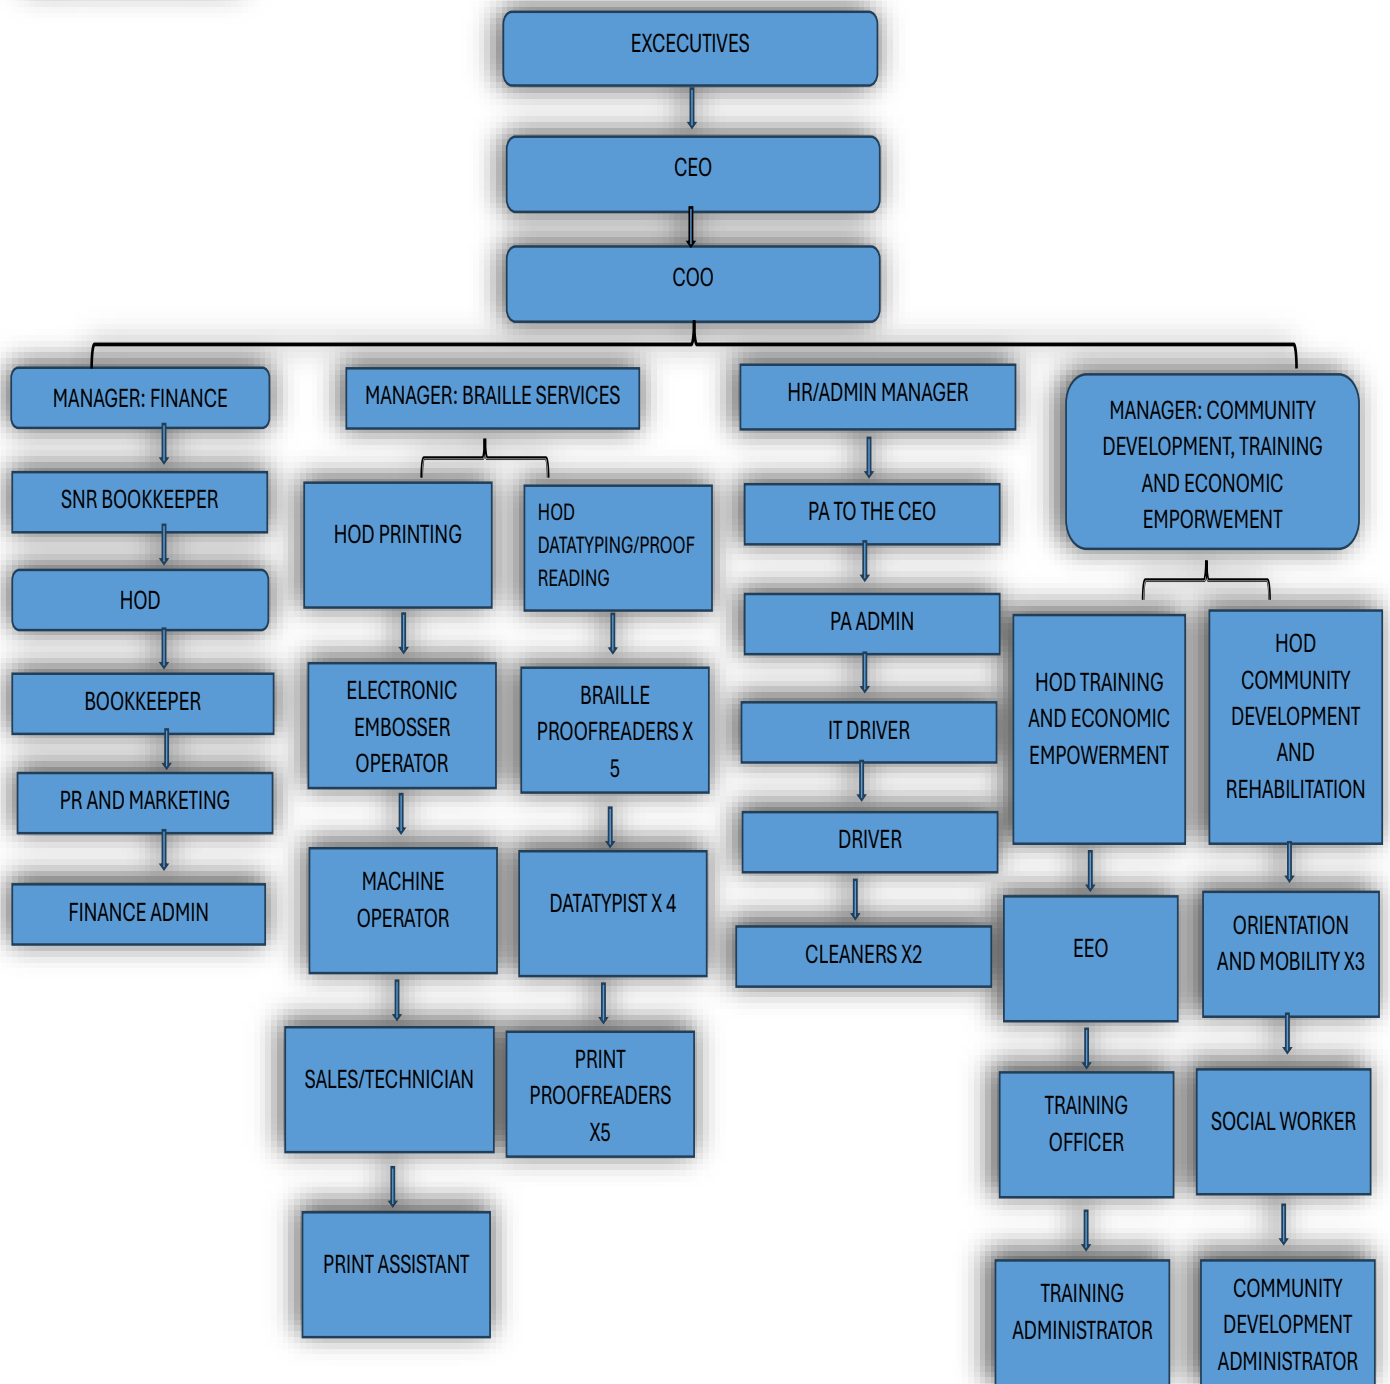 EXCECUTIVES
CEO
COO
MANAGER: FINANCE
SNR BOOKKEEPER
HOD
BOOKKEEPER
PR AND MARKETING
FINANCE ADMIN
MANAGER: BRAILLE SERVICES
HOD PRINTING
ELECTRONIC
EMBOSSER
OPERATOR
MACHINE
OPERATOR
SALES/TECHNICIAN
PRINT ASSISTANT
HOD
DATATYPING/PROOF
READING
BRAILLE
PROOFREADERS X
5
DATATYPIST X 4
PRINT
PROOFREADERS
X5
HR/ADMIN MANAGER
PA TO THE CEO
PA ADMIN
IT DRIVER
DRIVER
CLEANERS X2
MANAGER: COMMUNITY
DEVELOPMENT, TRAINING
AND ECONOMIC
EMPORWEMENT
HOD TRAINING
AND ECONOMIC
EMPOWERMENT
EEO
TRAINING
OFFICER
TRAINING
ADMINISTRATOR
HOD
COMMUNITY
DEVELOPMENT
AND
REHABILITATION
ORIENTATION
AND MOBILITY X3
SOCIAL WORKER
COMMUNITY
DEVELOPMENT
ADMINISTRATOR